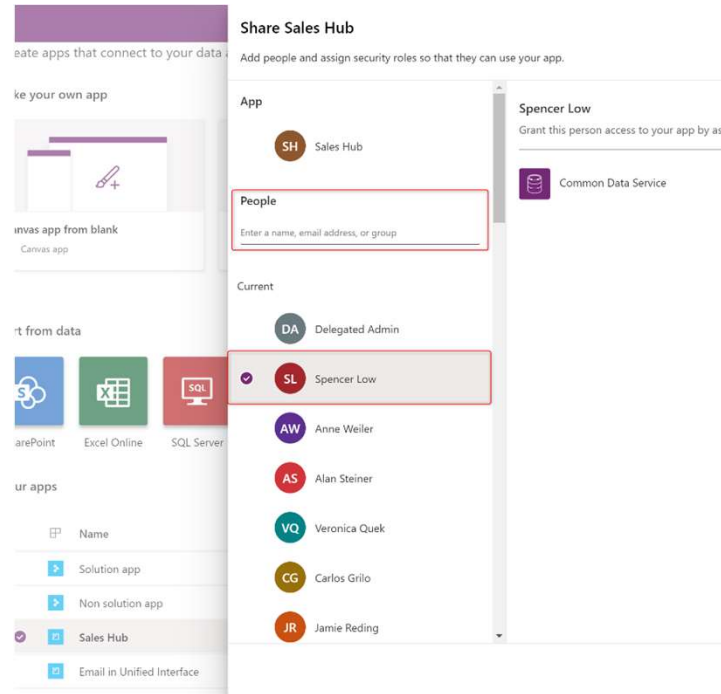 eate apps that connect to your data
ke your own app
anvas app from blank
Canvas app
rt from data
SQL
arePoint
Excel Online
SQL Server
ur apps
Name
Solution app
Non solution app
Sales Hub
Email in Unified Interface
Share Sales Hub
Add people and assign security roles so that they can use your app.
App
SH
Sales Hub
People
Enter a name, email address, or group
Current
DA
Delegated Admin
SL
Spencer Low
AW
Anne Weiler
AS
Alan Steiner
VQ
Veronica Quek
CG
Carlos Grilo
JR
Jamie Reding
Spencer Low
Grant this person access to your app by as
Common Data Service